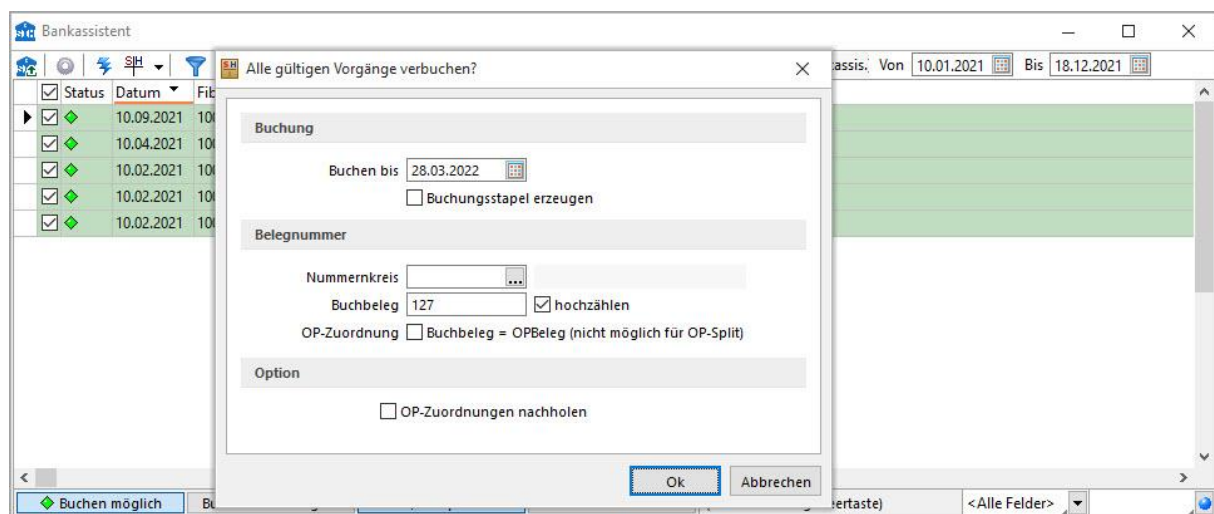 Bankassistent
SH
Alle gültigen Vorgänge verbuchen?
Von 10.01.2021 Bis 18.12.2021
Status Datum
10.09.2021
10.04.2021
10.02.2021
10.02.2021
10.02.2021
Buchung
Buchen bis 28.03.2022
Buchungsstapel erzeugen
Belegnummer
Nummernkreis ...
Buchbeleg 127 hochzählen
OP-Zuordnung Buchbeleg = OPBeleg (nicht möglich für OP-Split)
Option
OP-Zuordnungen nachholen
Ok Abbrechen
Buchen möglich <Alle Felder>